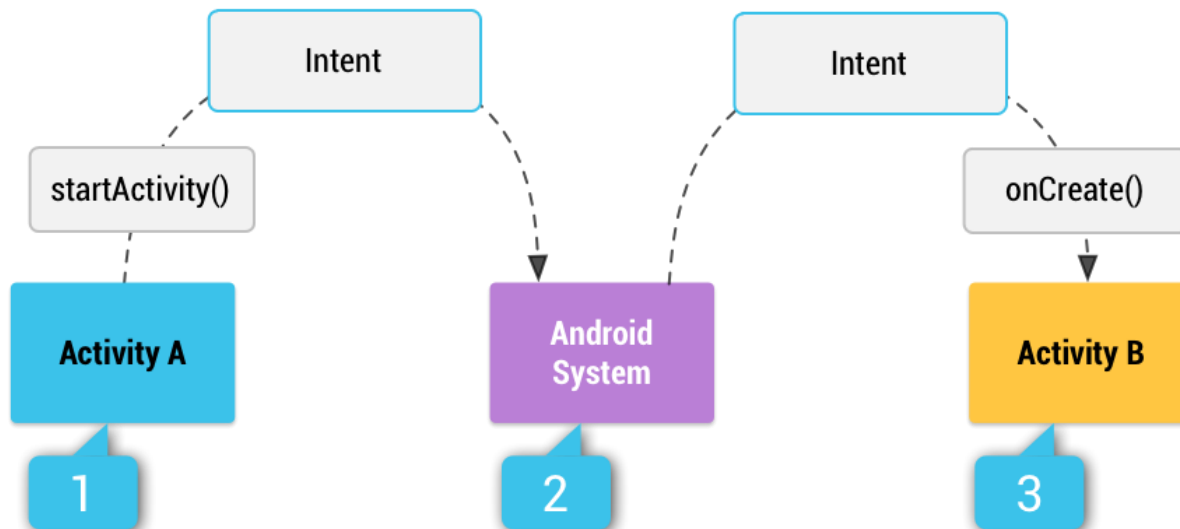 Intent
Intent
startActivity()
onCreate()
Activity A
Android
System
Activity B
1
2
3